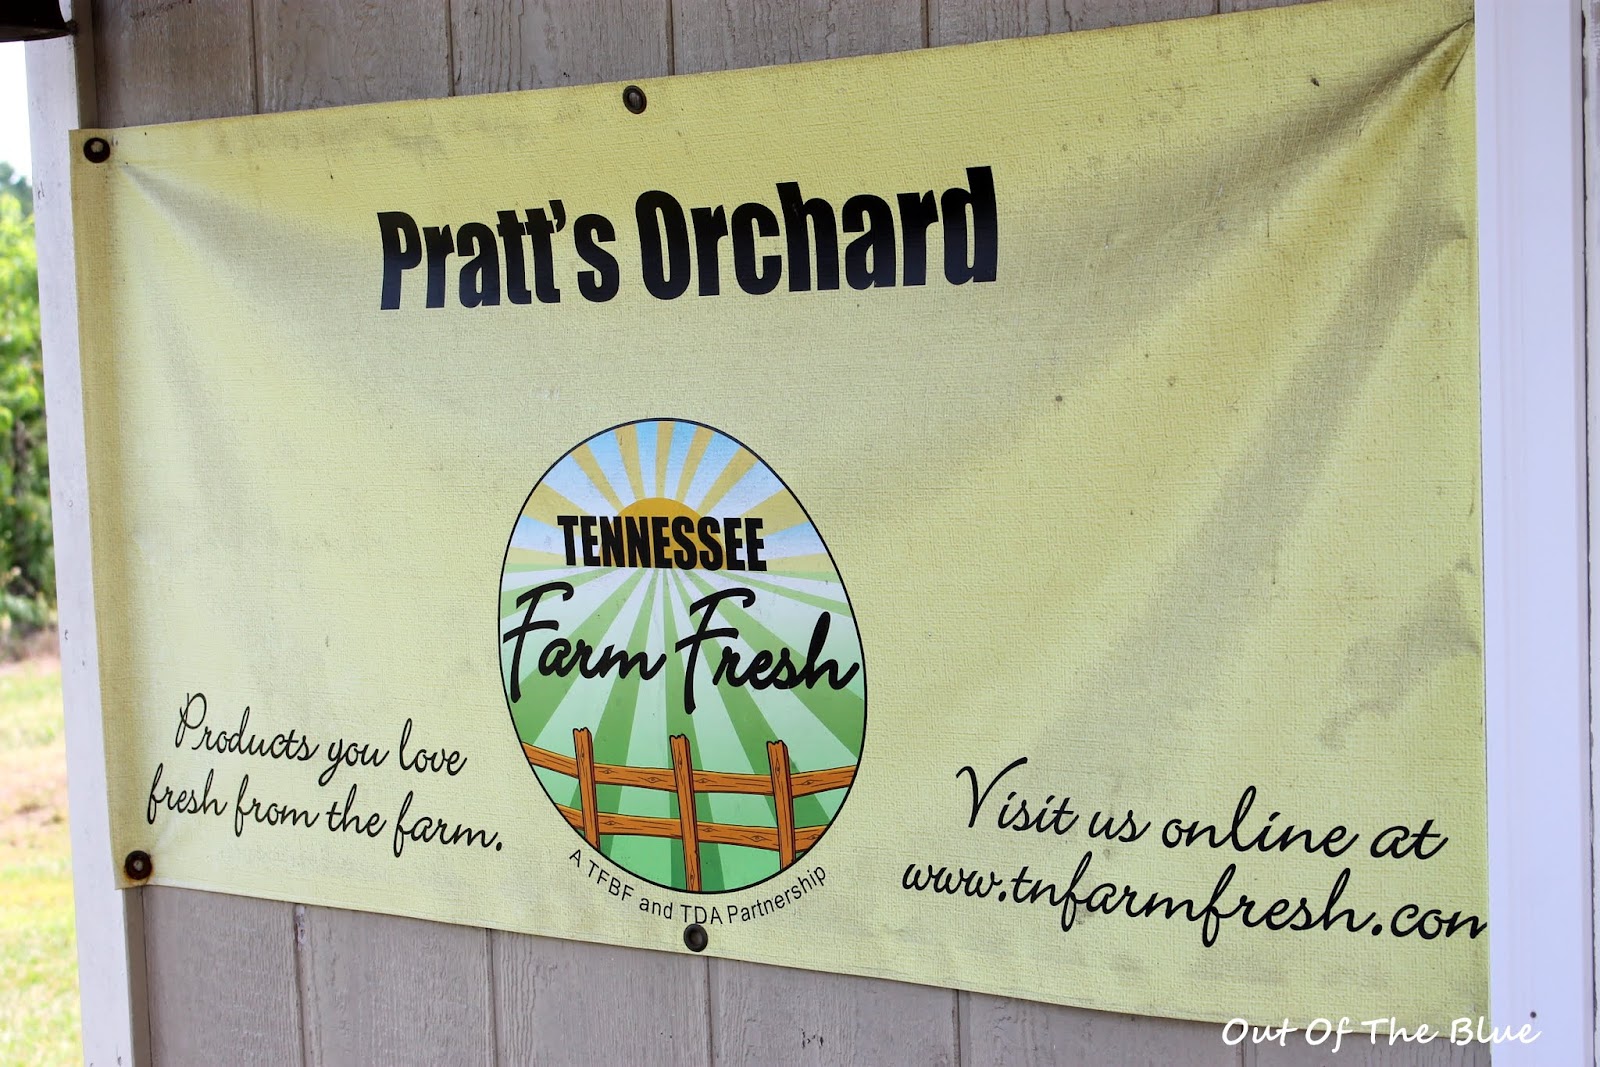 Pratt's Orchard
TENNESSEE
Farm Fresh
Products you love
fresh from the farm.
A TFBF and TDA Partnership
Visit us online at
www.tnfarmfresh.com
Out Of The Blue